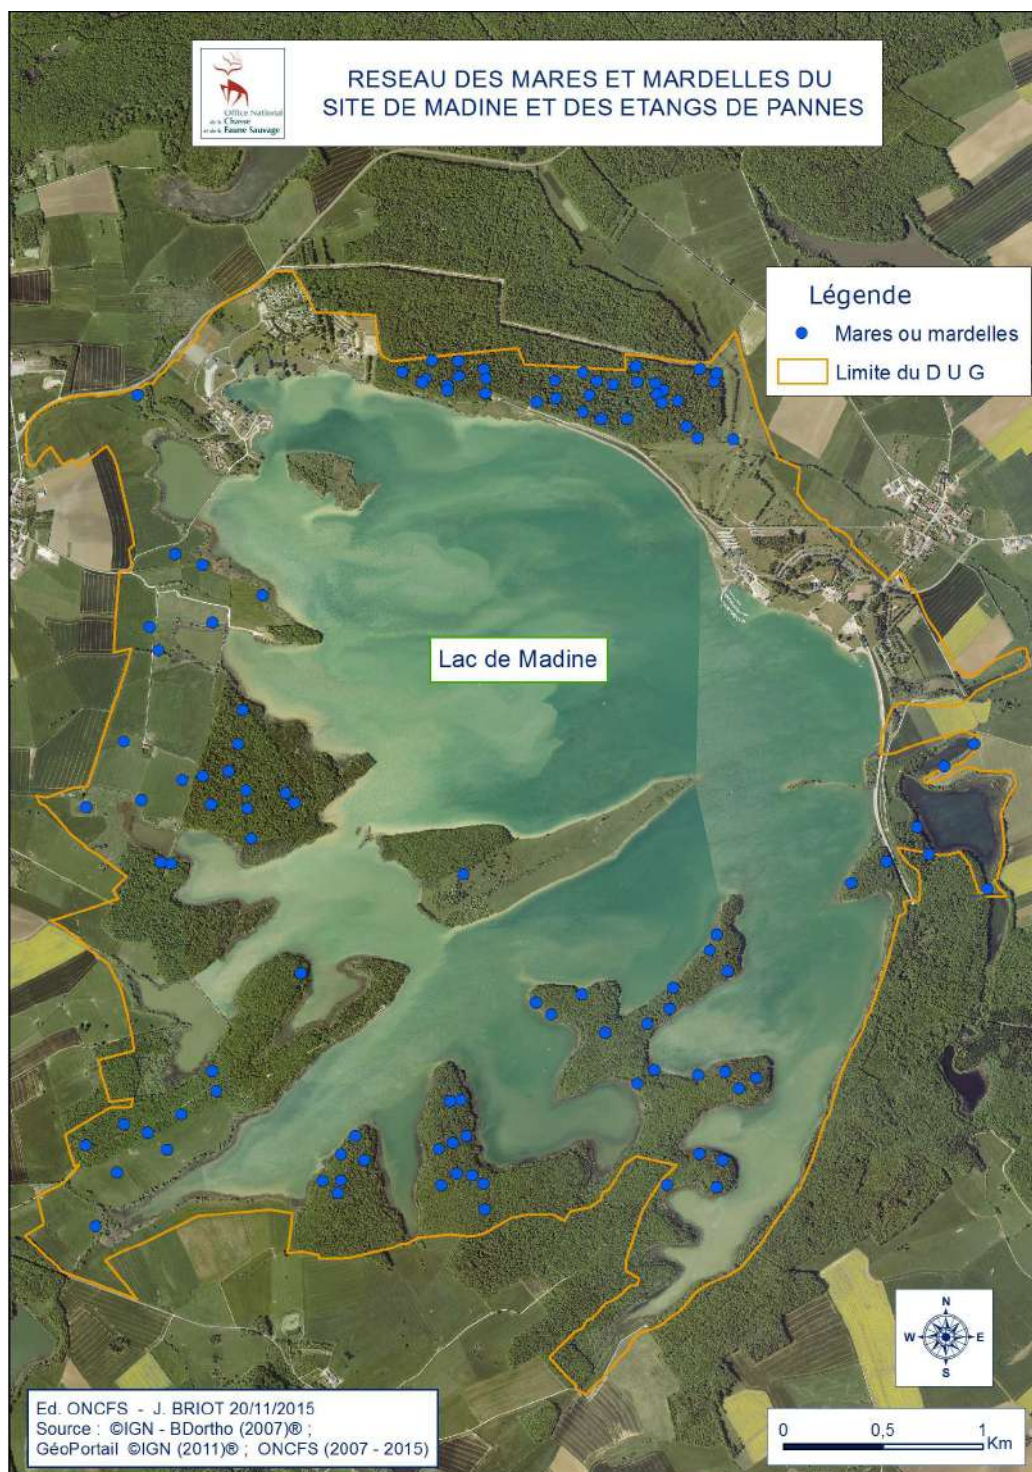 Office National
de la Chasse
et de la Faune Sauvage
RESEAU DES MARES ET MARDELLES DU
SITE DE MADINE ET DES ETANGS DE PANNES
Légende
Mares ou mardelles
Limite du D U G
Lac de Madine
N
W E
S
Ed. ONCFS - J. BRIOT 20/11/2015
Source : ©IGN - BDortho (2007)® ;
GéoPortail ©IGN (2011)® ; ONCFS (2007 - 2015)
0 0,5 1
Km